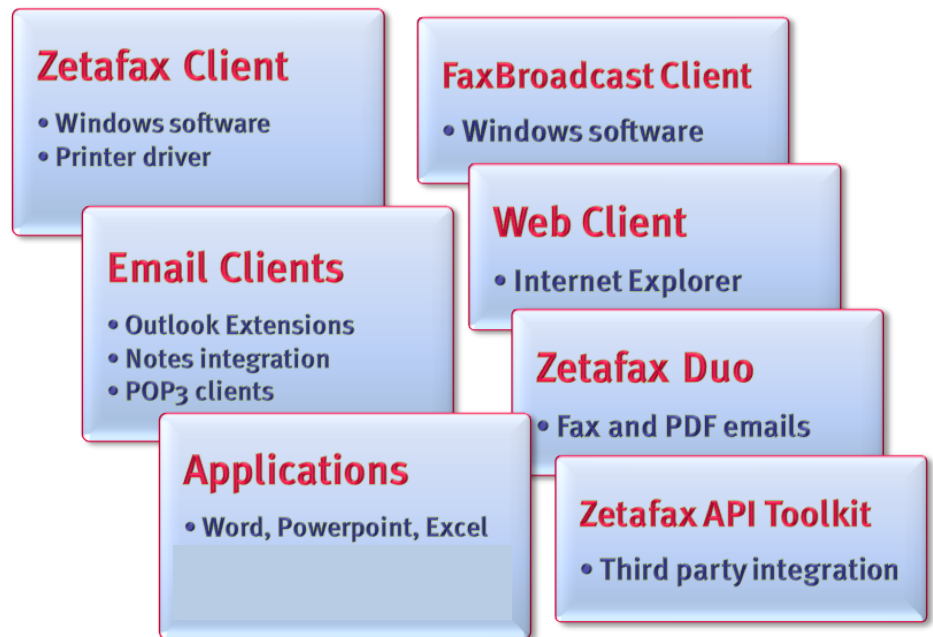 Zetafax Client
• Windows software
• Printer driver
Email Clients
• Outlook Extensions
• Notes integration
• POP3 clients
Applications
• Word, Powerpoint, Excel
FaxBroadcast Client
• Windows software
Web Client
• Internet Explorer
Zetafax Duo
• Fax and PDF emails
Zetafax API Toolkit
• Third party integration